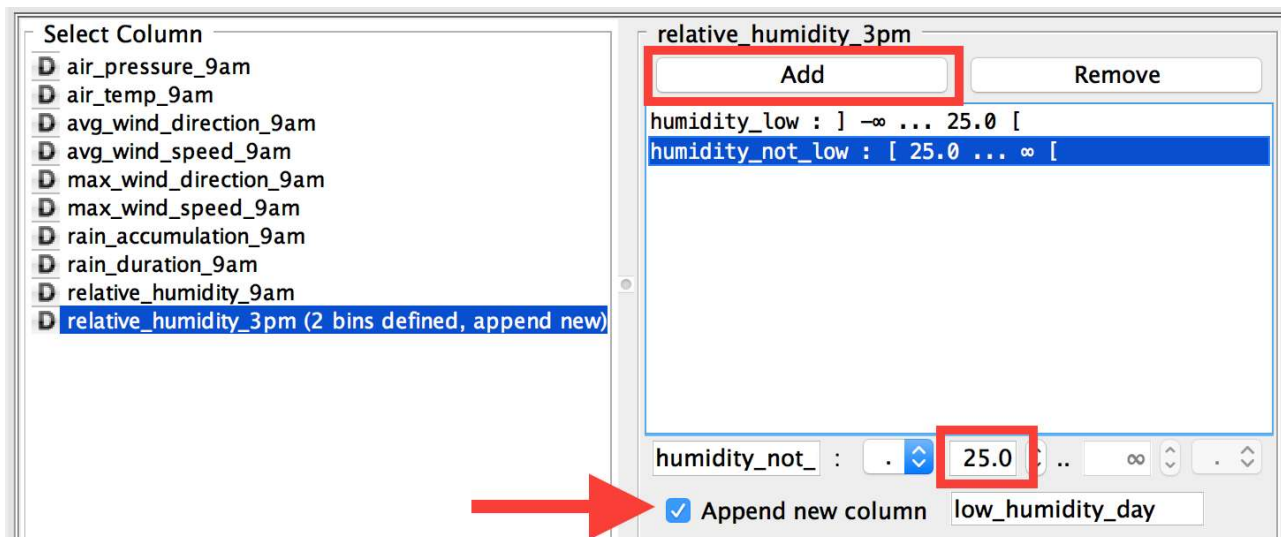 Select Column
D air_pressure_9am
D air_temp_9am
D avg_wind_direction_9am
D avg_wind_speed_9am
D max_wind_direction_9am
D max_wind_speed_9am
D rain_accumulation_9am
D rain_duration_9am
D relative_humidity_9am
D relative_humidity_3pm (2 bins defined, append new)
relative_humidity_3pm
Add Remove
humidity_low : ] −∞ ... 25.0 [
humidity_not_low : [ 25.0 ... ∞ [
humidity_not_ : . 25.0 .. ∞ .
Append new column low_humidity_day